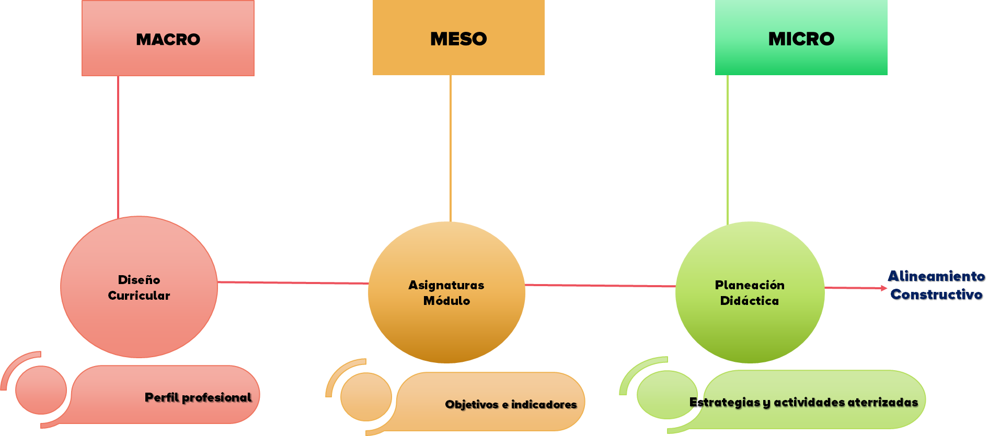 MACRO
MESO
MICRO
Diseño
Curricular
Asignaturas
Módulo
Planeación
Didáctica
Alineamiento
Constructivo
Perfil profesional
Objetivos e indicadores
Estrategias y actividades aterrizadas